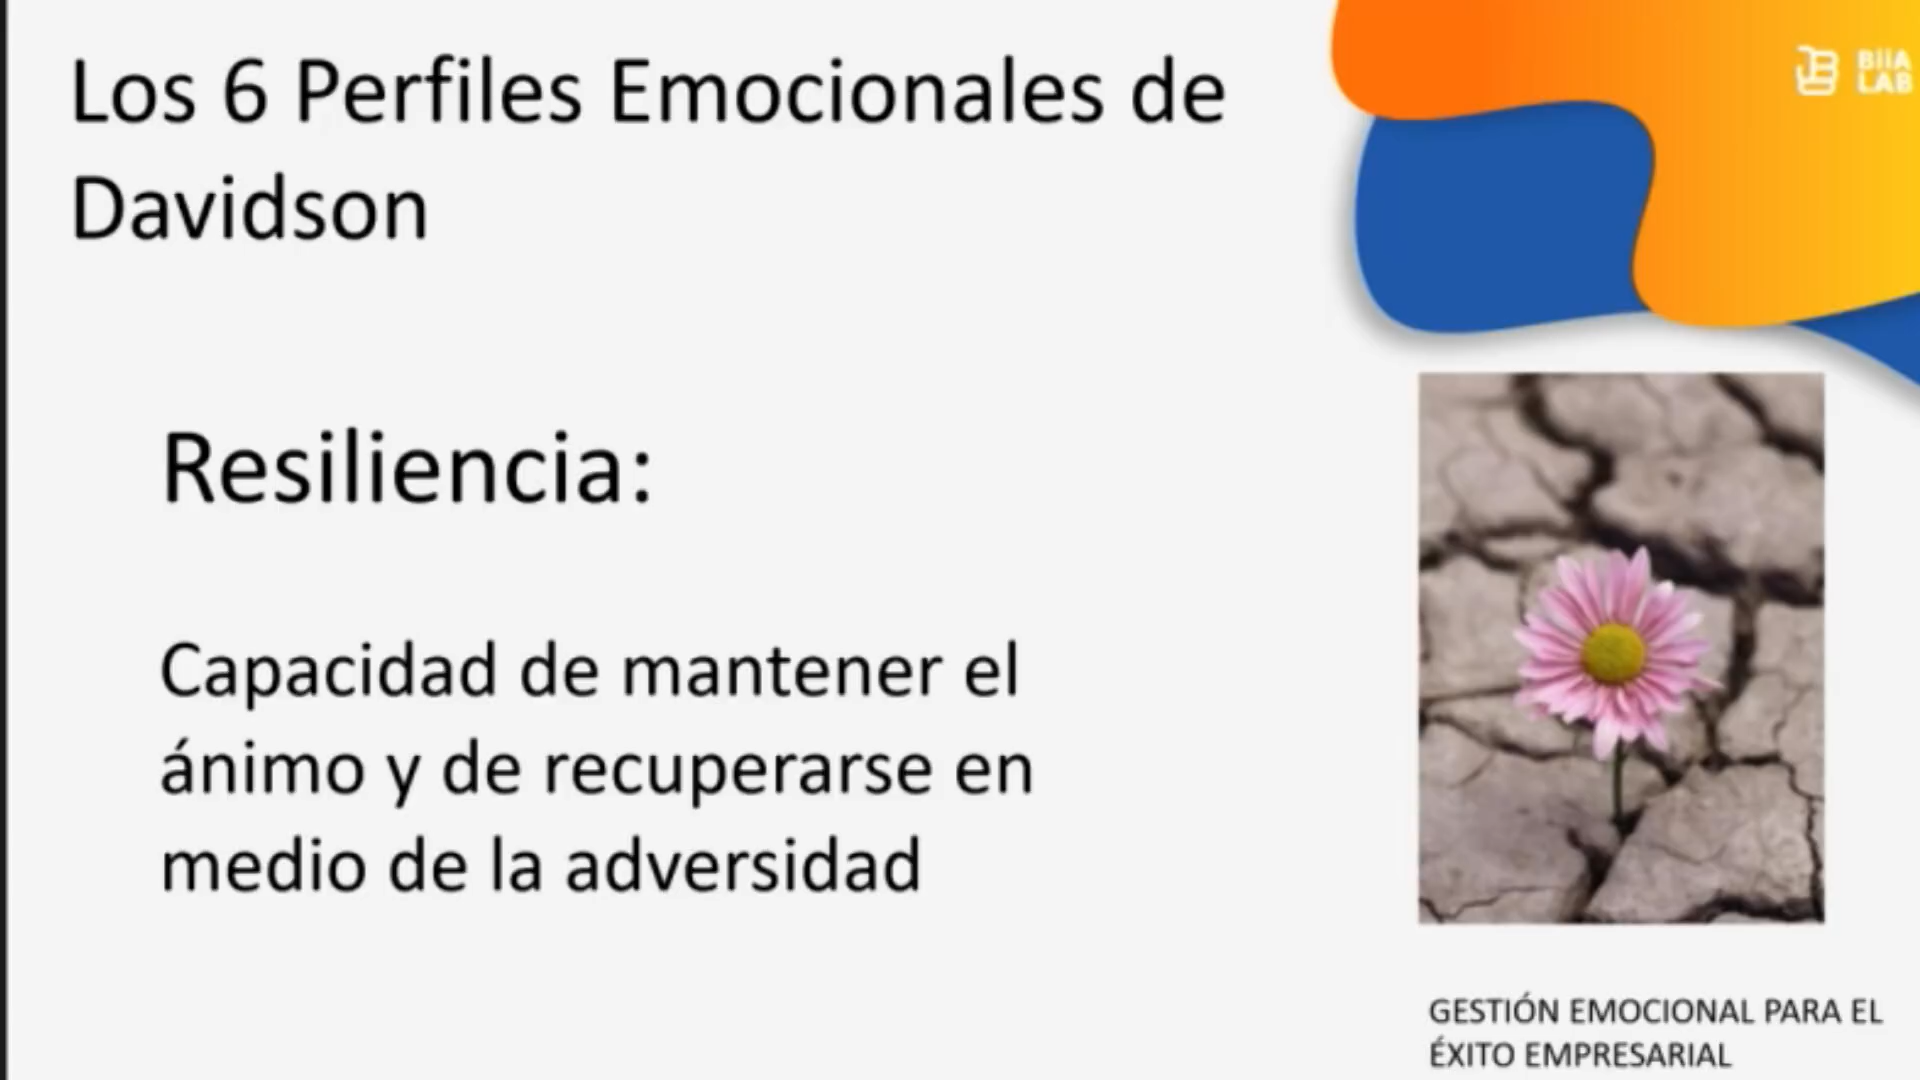 Los 6 Perfiles Emocionales de
Davidson
BIIA
LAB
Resiliencia:
Capacidad de mantener el
ánimo y de recuperarse en
medio de la adversidad
GESTIÓN EMOCIONAL PARA EL
ÉXITO EMPRESARIAL